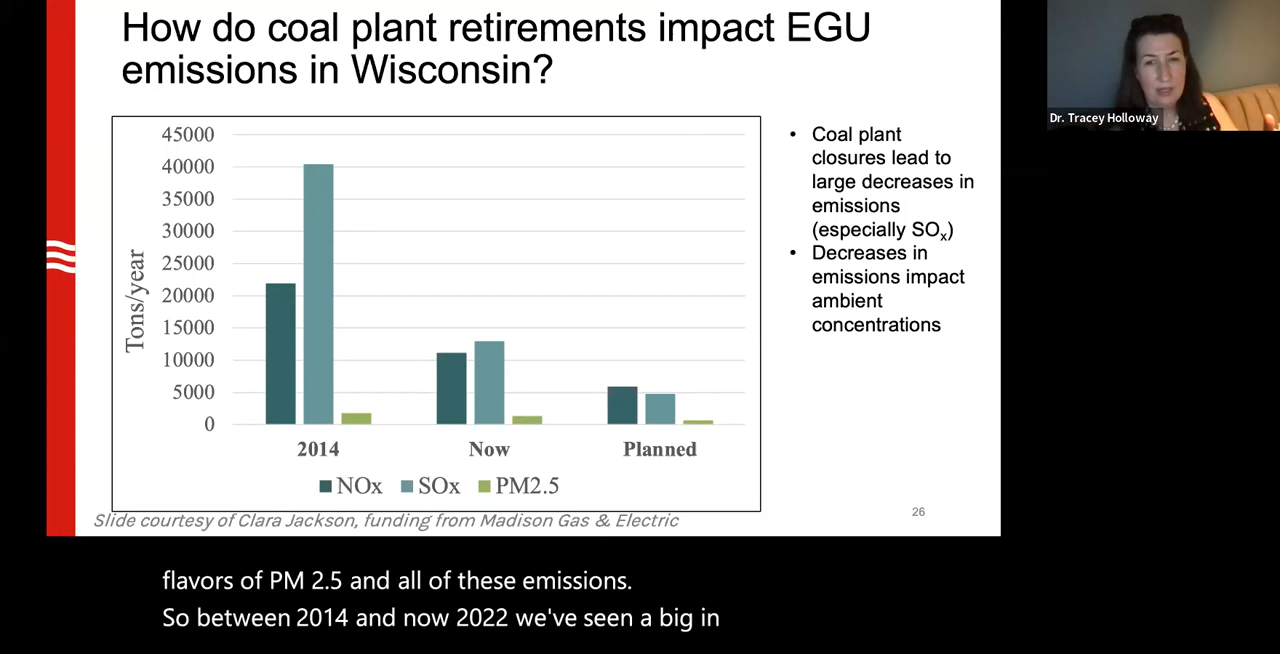 How do coal plant retirements impact EGU
emissions in Wisconsin?
Dr. Tracey Holloway
45000
40000
35000
30000
25000
20000
15000
10000
5000
0
Tons/year
2014
Now
Planned
NOx
SOx
PM2.5
• Coal plant
closures lead to
large decreases in
emissions
(especially SOx)
• Decreases in
emissions impact
ambient
concentrations
Slide courtesy of Clara Jackson, funding from Madison Gas & Electric
26
flavors of PM 2.5 and all of these emissions.
So between 2014 and now 2022 we've seen a big in